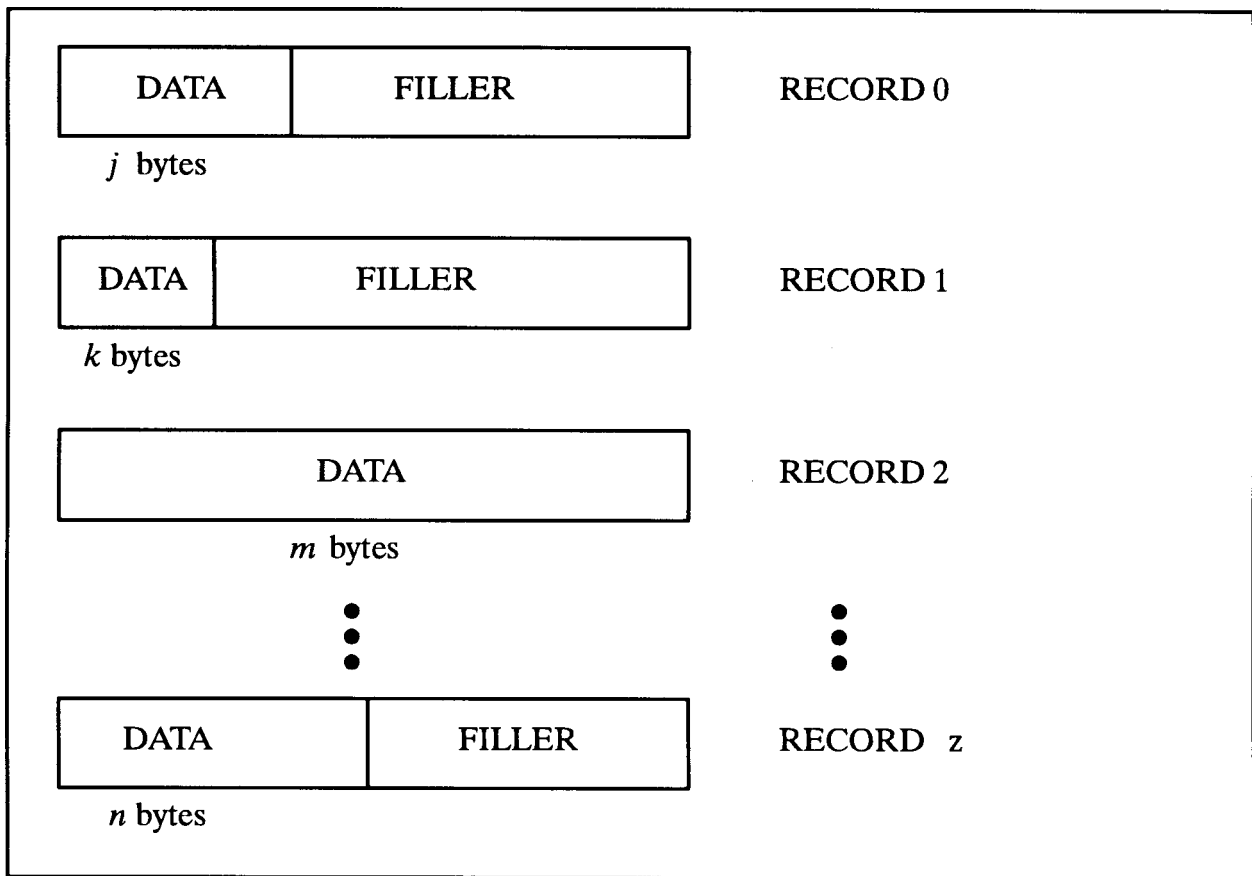 DATA FILLER RECORD 0
j bytes
DATA FILLER RECORD 1
k bytes
DATA RECORD 2
m bytes
DATA FILLER RECORD z
n bytes